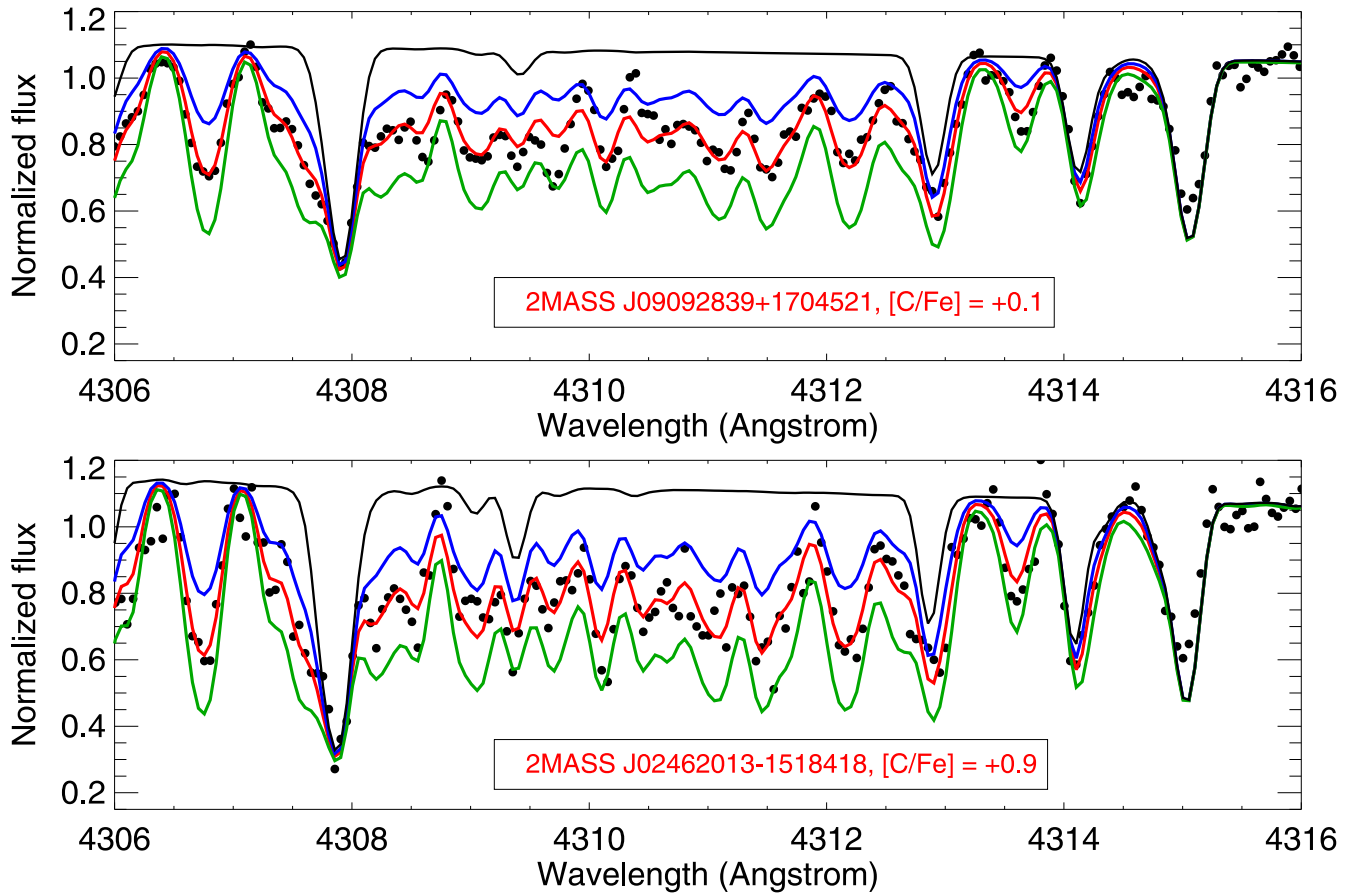 Normalized flux
1.2
1.0
0.8
0.6
0.4
0.2
2MASS J09092839+1704521, [C/Fe] = +0.1
4306 4308 4310 4312 4314 4316
Wavelength (Angstrom)
Normalized flux
1.2
1.0
0.8
0.6
0.4
0.2
2MASS J02462013-1518418, [C/Fe] = +0.9
4306 4308 4310 4312 4314 4316
Wavelength (Angstrom)